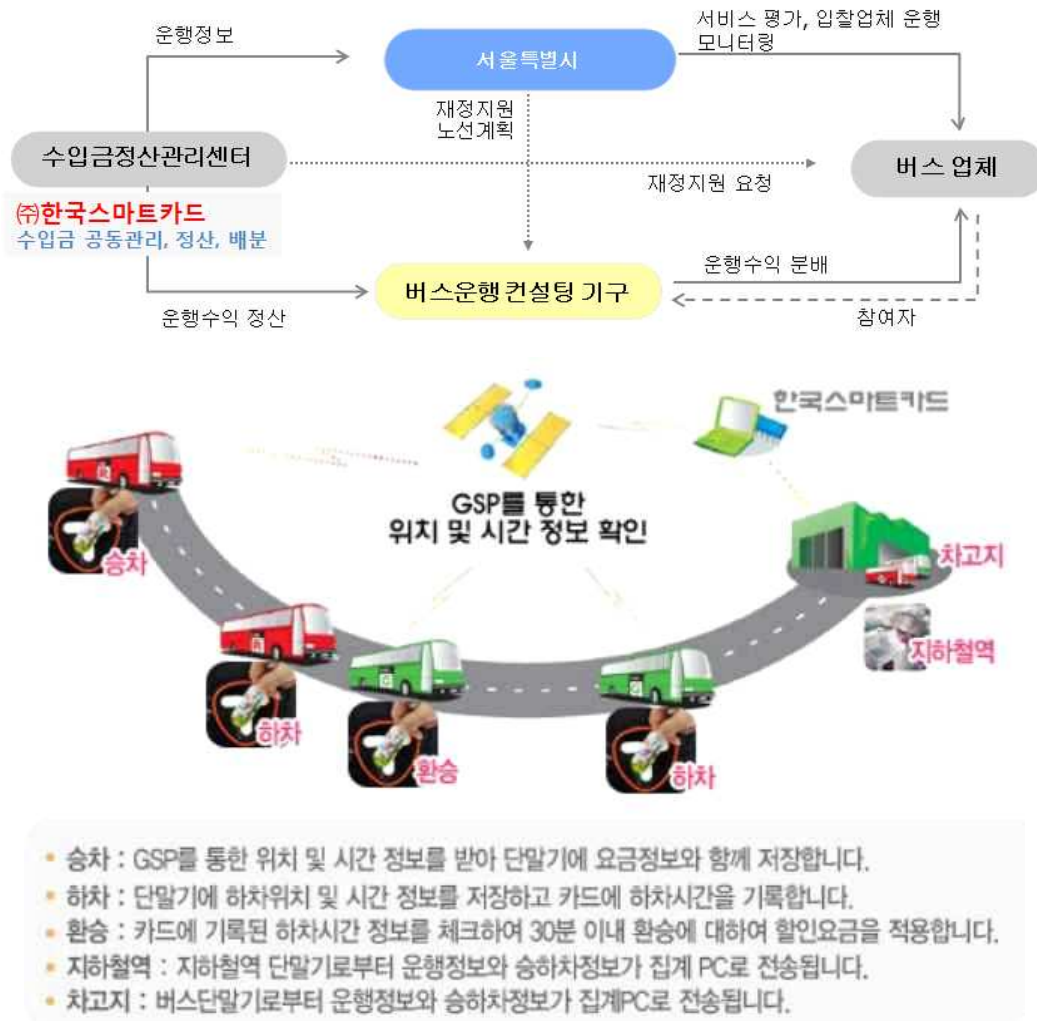 운행정보
서울특별시
서비스 평가, 입찰업체 운행
모니터링
재정지원
노선계획
수입금정산관리센터
버스 업체
재정지원 요청
㈜한국스마트카드
수입금 공동관리, 정산, 배분
버스운행 컨설팅 기구
운행수익 분배
운행수익 정산
참여자
한국스마트카드
GSP를 통한
위치 및 시간 정보 확인
승차
차고지
지하철역
하차
환승
하차
• 승차 : GSP를 통한 위치 및 시간 정보를 받아 단말기에 요금정보와 함께 저장합니다.
• 하차 : 단말기에 하차위치 및 시간 정보를 저장하고 카드에 하차시간을 기록합니다.
• 환승 : 카드에 기록된 하차시간 정보를 체크하여 30분 이내 환승에 대하여 할인요금을 적용합니다.
• 지하철역 : 지하철역 단말기로부터 운행정보와 승하차정보가 집계 PC로 전송됩니다.
• 차고지 : 버스단말기로부터 운행정보와 승하차정보가 집계PC로 전송됩니다.